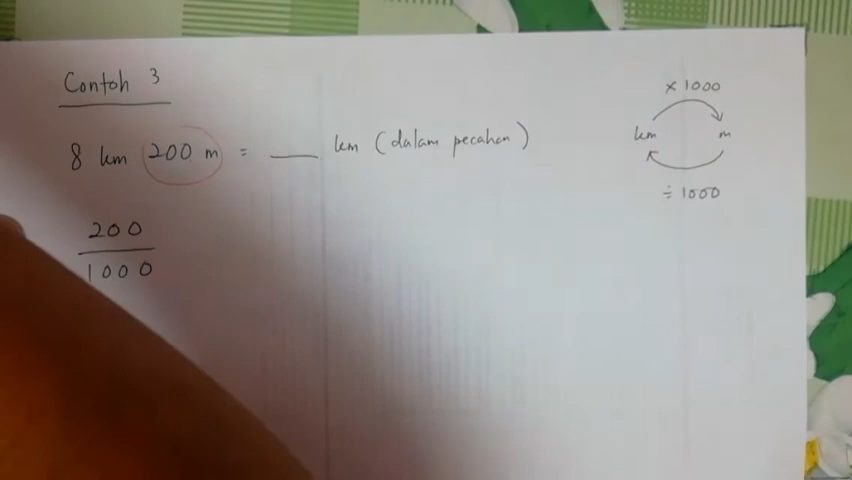 Contoh 3
8 km 200 m = ___ km (dalam pecahan)
200
1000
× 1000
km m
÷ 1000